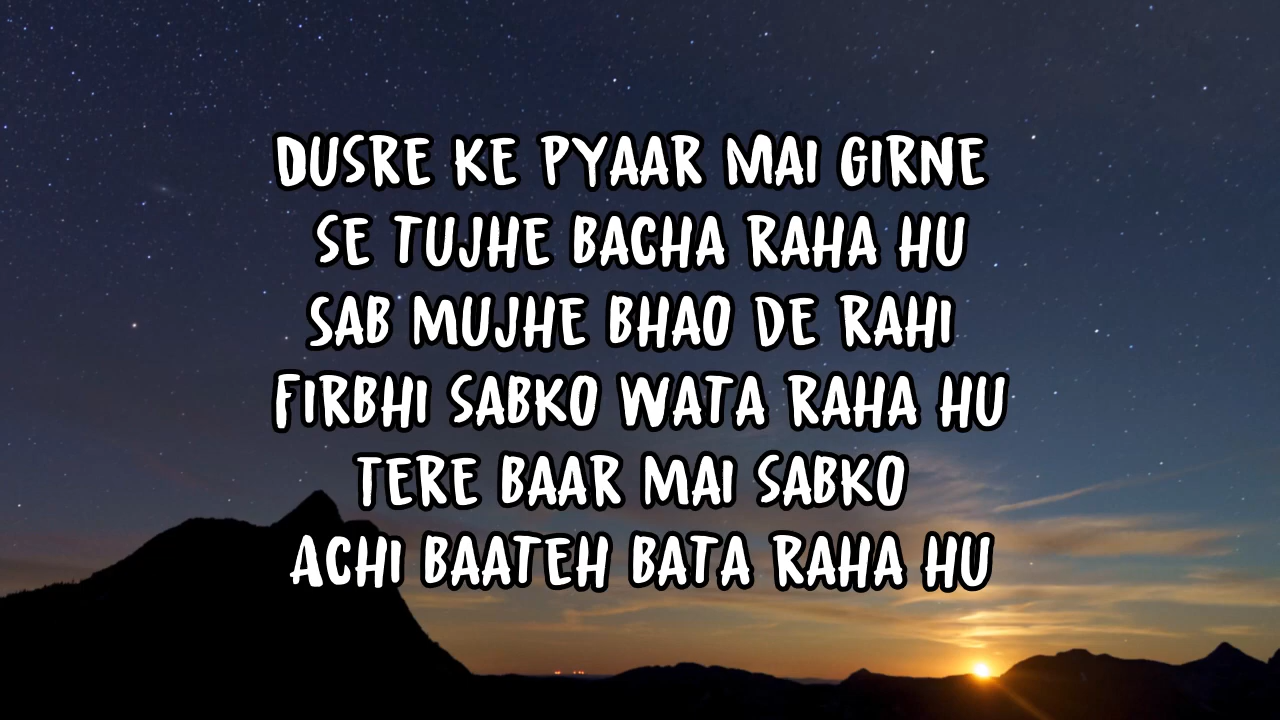 DUSRE KE PYAAR MAI GIRNE
SE TUJHE BACHA RAHA HU
SAB MUJHE BHAO DE RAHI
FIRBHI SABKO WATA RAHA HU
TERE BAAR MAI SABKO
ACHI BAATEH BATA RAHA HU